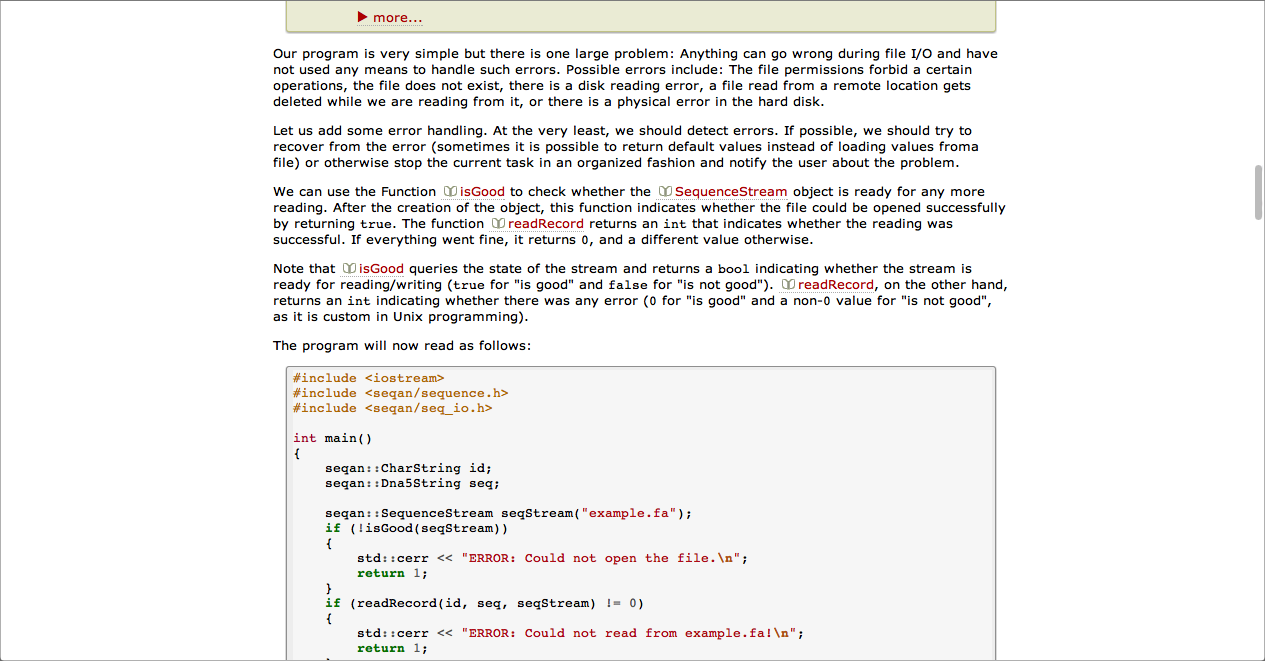 ▶ more...
Our program is very simple but there is one large problem: Anything can go wrong during file I/O and have
not used any means to handle such errors. Possible errors include: The file permissions forbid a certain
operations, the file does not exist, there is a disk reading error, a file read from a remote location gets
deleted while we are reading from it, or there is a physical error in the hard disk.
Let us add some error handling. At the very least, we should detect errors. If possible, we should try to
recover from the error (sometimes it is possible to return default values instead of loading values froma
file) or otherwise stop the current task in an organized fashion and notify the user about the problem.
We can use the Function isGood to check whether the SequenceStream object is ready for any more
reading. After the creation of the object, this function indicates whether the file could be opened successfully
by returning true. The function readRecord returns an int that indicates whether the reading was
successful. If everything went fine, it returns 0, and a different value otherwise.
Note that isGood queries the state of the stream and returns a bool indicating whether the stream is
ready for reading/writing (true for "is good" and false for "is not good"). readRecord, on the other hand,
returns an int indicating whether there was any error (0 for "is good" and a non-0 value for "is not good",
as it is custom in Unix programming).
The program will now read as follows:
#include <iostream>
#include <seqan/sequence.h>
#include <seqan/seq_io.h>
int main()
{
    seqan::CharString id;
    seqan::Dna5String seq;
    seqan::SequenceStream seqStream("example.fa");
    if (!isGood(seqStream))
    {
        std::cerr << "ERROR: Could not open the file.\n";
        return 1;
    }
    if (readRecord(id, seq, seqStream) != 0)
    {
        std::cerr << "ERROR: Could not read from example.fa!\n";
        return 1;